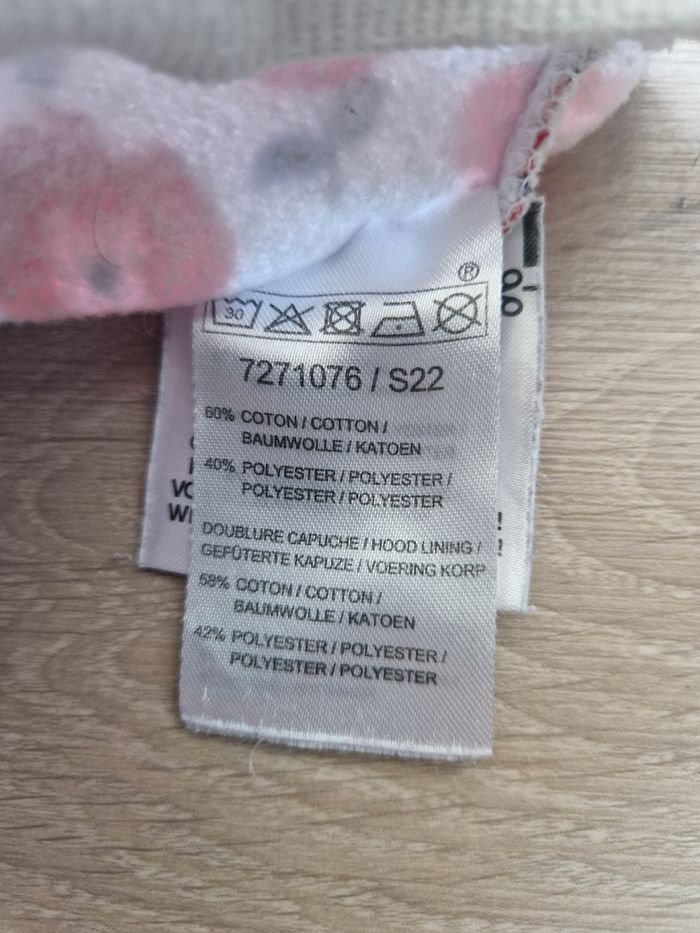 ®
30
7271076 / S22
60% COTON / COTTON /
BAUMWOLLE / KATOEN
40% POLYESTER / POLYESTER /
POLYESTER / POLYESTER
DOUBLURE CAPUCHE / HOOD LINING /
GEFÜTERTE KAPUZE / VOERING KORP
58% COTON / COTTON /
BAUMWOLLE / KATOEN
42% POLYESTER / POLYESTER /
POLYESTER / POLYESTER